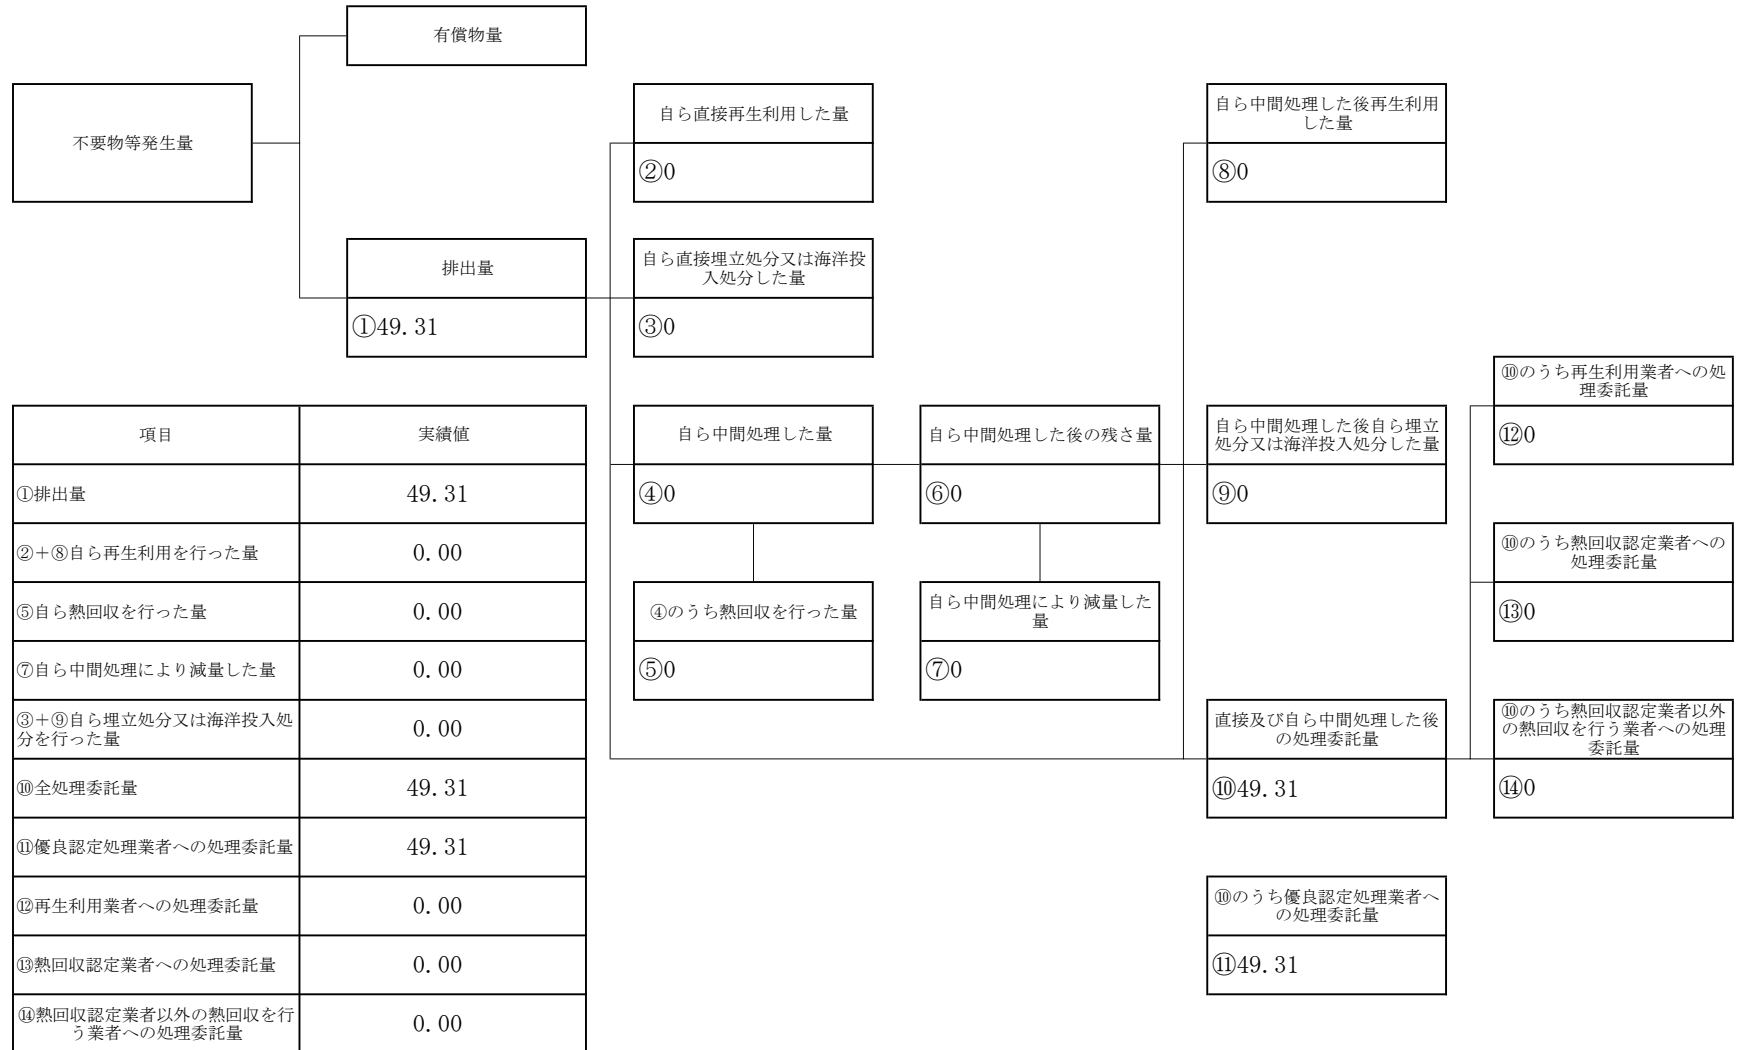 有償物量
不要物等発生量
自ら直接再生利用した量
②0
自ら中間処理した後再生利用
した量
⑧0
排出量
①49.31
自ら直接埋立処分又は海洋投
入処分した量
③0
⑩のうち再生利用業者への処
理委託量
⑫0
自ら中間処理した量
④0
自ら中間処理した後の残さ量
⑥0
自ら中間処理した後自ら埋立
処分又は海洋投入処分した量
⑨0
⑩のうち熱回収認定業者への
処理委託量
⑬0
④のうち熱回収を行った量
⑤0
自ら中間処理により減量した
量
⑦0
直接及び自ら中間処理した後
の処理委託量
⑩49.31
⑩のうち熱回収認定業者以外
の熱回収を行う業者への処理
委託量
⑭0
⑩のうち優良認定処理業者へ
の処理委託量
⑪49.31
項目 実績値
①排出量 49.31
②+⑧自ら再生利用を行った量 0.00
⑤自ら熱回収を行った量 0.00
⑦自ら中間処理により減量した量 0.00
③+⑨自ら埋立処分又は海洋投入処
分を行った量 0.00
⑩全処理委託量 49.31
⑪優良認定処理業者への処理委託量 49.31
⑫再生利用業者への処理委託量 0.00
⑬熱回収認定業者への処理委託量 0.00
⑭熱回収認定業者以外の熱回収を行
う業者への処理委託量 0.00